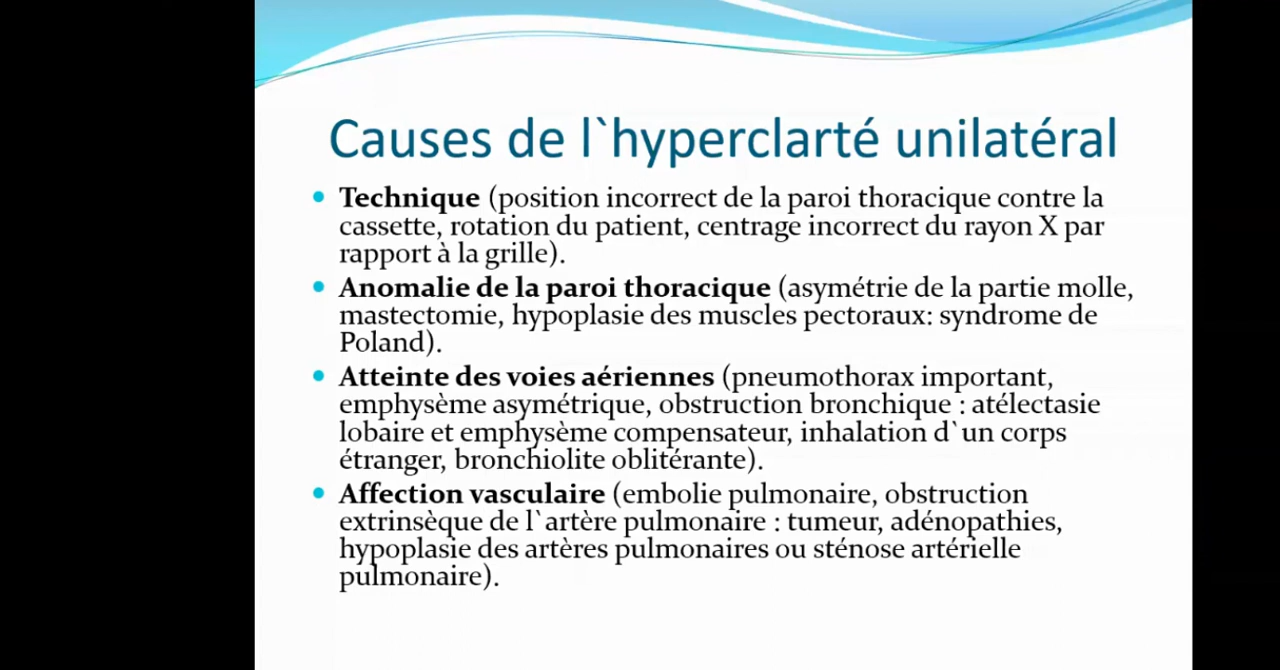 Causes de l`hyperclarté unilatéral
• Technique (position incorrect de la paroi thoracique contre la
cassette, rotation du patient, centrage incorrect du rayon X par
rapport à la grille).
• Anomalie de la paroi thoracique (asymétrie de la partie molle,
mastectomie, hypoplasie des muscles pectoraux: syndrome de
Poland).
• Atteinte des voies aériennes (pneumothorax important,
emphysème asymétrique, obstruction bronchique : atélectasie
lobaire et emphysème compensateur, inhalation d`un corps
étranger, bronchiolite oblitérante).
• Affection vasculaire (embolie pulmonaire, obstruction
extrinsèque de l`artère pulmonaire : tumeur, adénopathies,
hypoplasie des artères pulmonaires ou sténose artérielle
pulmonaire).